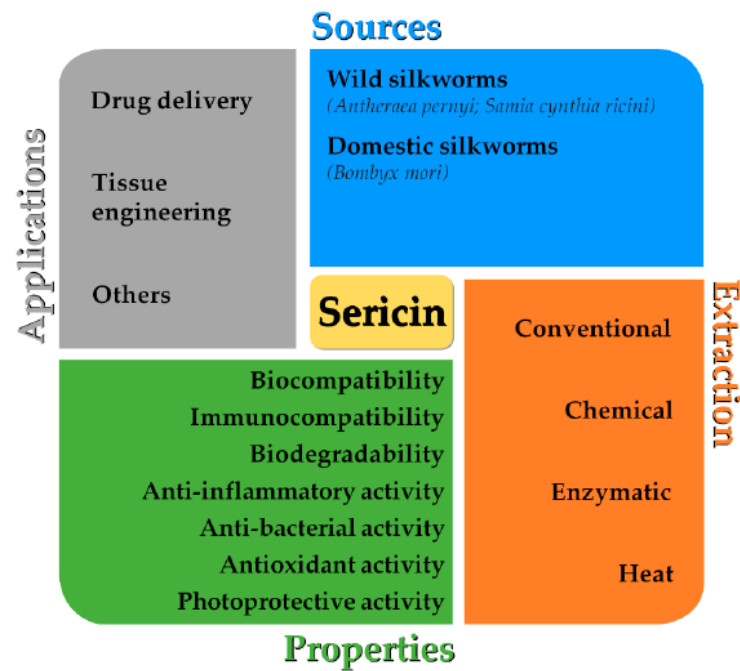 Sources
Wild silkworms
(Antheraea pernyi; Samia cynthia ricini)
Domestic silkworms
(Bombyx mori)
Applications
Drug delivery
Tissue
engineering
Others
Sericin
Extraction
Conventional
Chemical
Enzymatic
Heat
Biocompatibility
Immunocompatibility
Biodegradability
Anti-inflammatory activity
Anti-bacterial activity
Antioxidant activity
Photoprotective activity
Properties